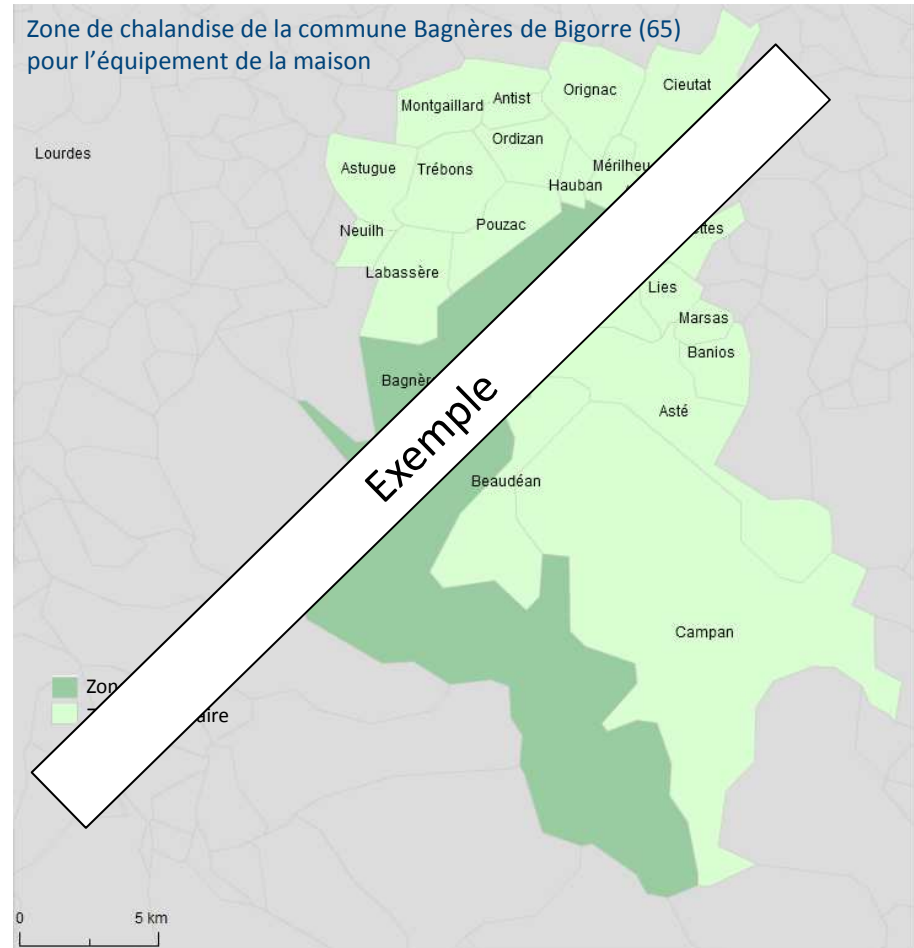 Zone de chalandise de la commune Bagnères de Bigorre (65)
pour l’équipement de la maison
Cieutat
Orignac
Antist
Montgaillard
Ordizan
Lourdes
Mérilheu
Astugue
Trébons
Hauban
Pouzac
Neuilh
Labassère
Lies
Marsas
Banios
Asté
Exemple
Beaudéan
Campan
0 5 km